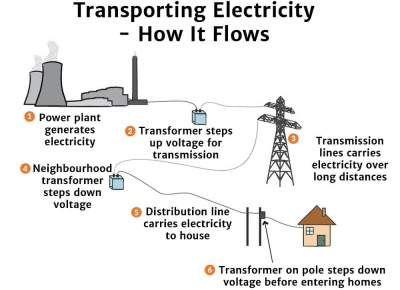 Transporting Electricity
- How It Flows
1 Power plant
generates
electricity
2 Transformer steps
up voltage for
transmission
3 Transmission
lines carries
electricity over
long distances
4 Neighbourhood
transformer
steps down
voltage
5 Distribution line
carries electricity
to house
6 Transformer on pole steps down
voltage before entering homes